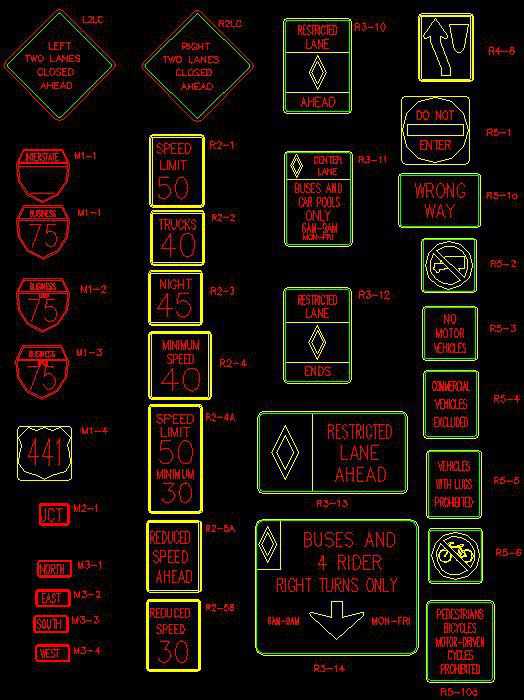 LEFT
TWO LANES
CLOSED
AHEAD
L2LC
RIGHT
TWO LANES
CLOSED
AHEAD
R2LC
RESTRICTED
LANE
AHEAD
R3-10
R4-8
DO NOT
ENTER
R5-1
INTERSTATE
M1-1
SPEED
LIMIT
50
R2-1
CENTER
LANE
BUSES AND
CAR POOLS
ONLY
6AM-9AM
MON-FRI
R3-11
WRONG
WAY
BUSINESS
75
M1-1
TRUCKS
40
R2-2
R5-2
BUSINESS
75
M1-2
NIGHT
45
R2-3
RESTRICTED
LANE
ENDS
R3-12
NO
MOTOR
VEHICLES
R5-3
BUSINESS
75
M1-3
MINIMUM
SPEED
40
R2-4
COMMERCIAL
VEHICLES
EXCLUDED
R5-4
441
M1-4
SPEED
LIMIT
50
MINIMUM
30
R2-4A
RESTRICTED
LANE
AHEAD
R3-13
VEHICLES
WITH LUGS
PROHIBITED
R5-5
JCT
M2-1
REDUCED
SPEED
AHEAD
R2-5A
BUSES AND
4 RIDER
RIGHT TURNS ONLY
6AM-9AM
MON-FRI
R3-14
R5-6
NORTH
M3-1
EAST
M3-2
SOUTH
M3-3
WEST
M3-4
REDUCED
SPEED
30
R2-5B
PEDESTRIANS
BICYCLES
MOTOR-DRIVEN
CYCLES
PROHIBITED
R5-10a